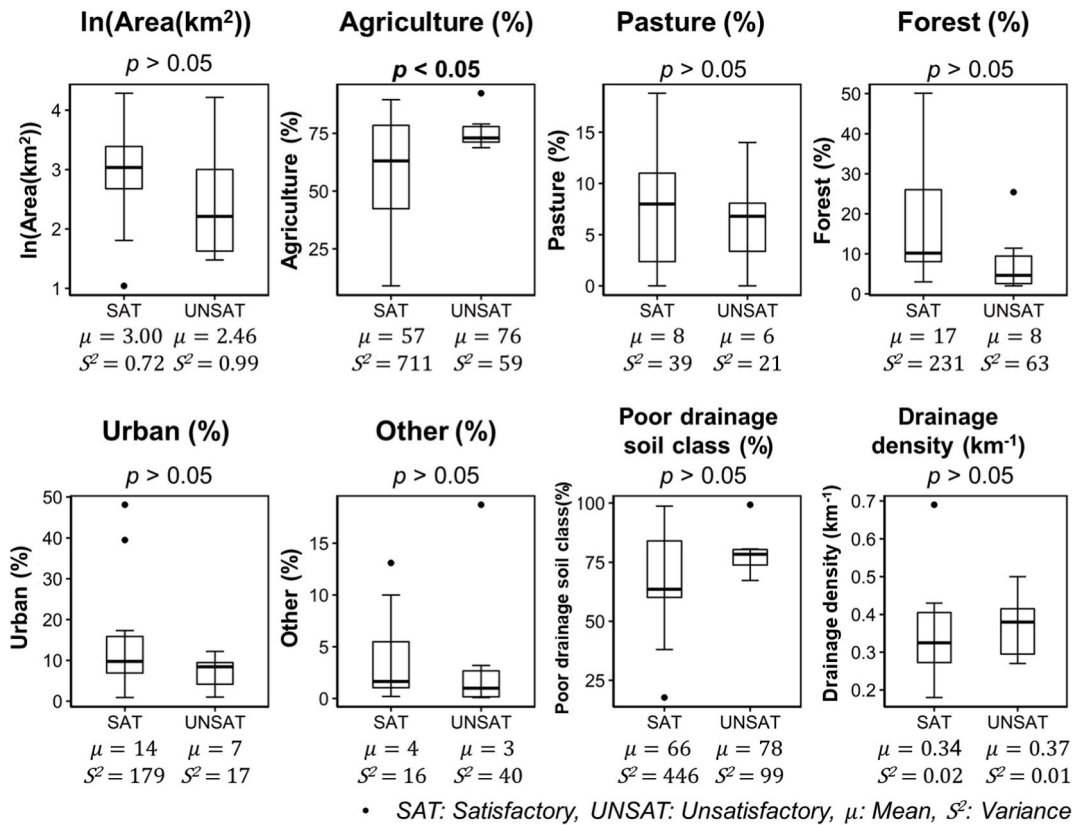 ln(Area(km²)) Agriculture (%) Pasture (%) Forest (%)
p > 0.05 p < 0.05 p > 0.05 p > 0.05
ln(Area(km²))
4
3
2
1
SAT UNSAT
μ = 3.00 μ = 2.46
S² = 0.72 S² = 0.99
Agriculture (%)
75
50
25
SAT UNSAT
μ = 57 μ = 76
S² = 711 S² = 59
Pasture (%)
15
10
5
0
SAT UNSAT
μ = 8 μ = 6
S² = 39 S² = 21
Forest (%)
50
40
30
20
10
0
SAT UNSAT
μ = 17 μ = 8
S² = 231 S² = 63
Urban (%) Other (%) Poor drainage
soil class (%)
Drainage
density (km⁻¹)
p > 0.05 p > 0.05 p > 0.05 p > 0.05
Urban (%)
50
40
30
20
10
0
SAT UNSAT
μ = 14 μ = 7
S² = 179 S² = 17
Other (%)
15
10
5
0
SAT UNSAT
μ = 4 μ = 3
S² = 16 S² = 40
Poor drainage soil class(%)
100
75
50
25
SAT UNSAT
μ = 66 μ = 78
S² = 446 S² = 99
Drainage density (km⁻¹)
0.7
0.6
0.5
0.4
0.3
0.2
SAT UNSAT
μ = 0.34 μ = 0.37
S² = 0.02 S² = 0.01
• SAT: Satisfactory, UNSAT: Unsatisfactory, μ: Mean, S²: Variance